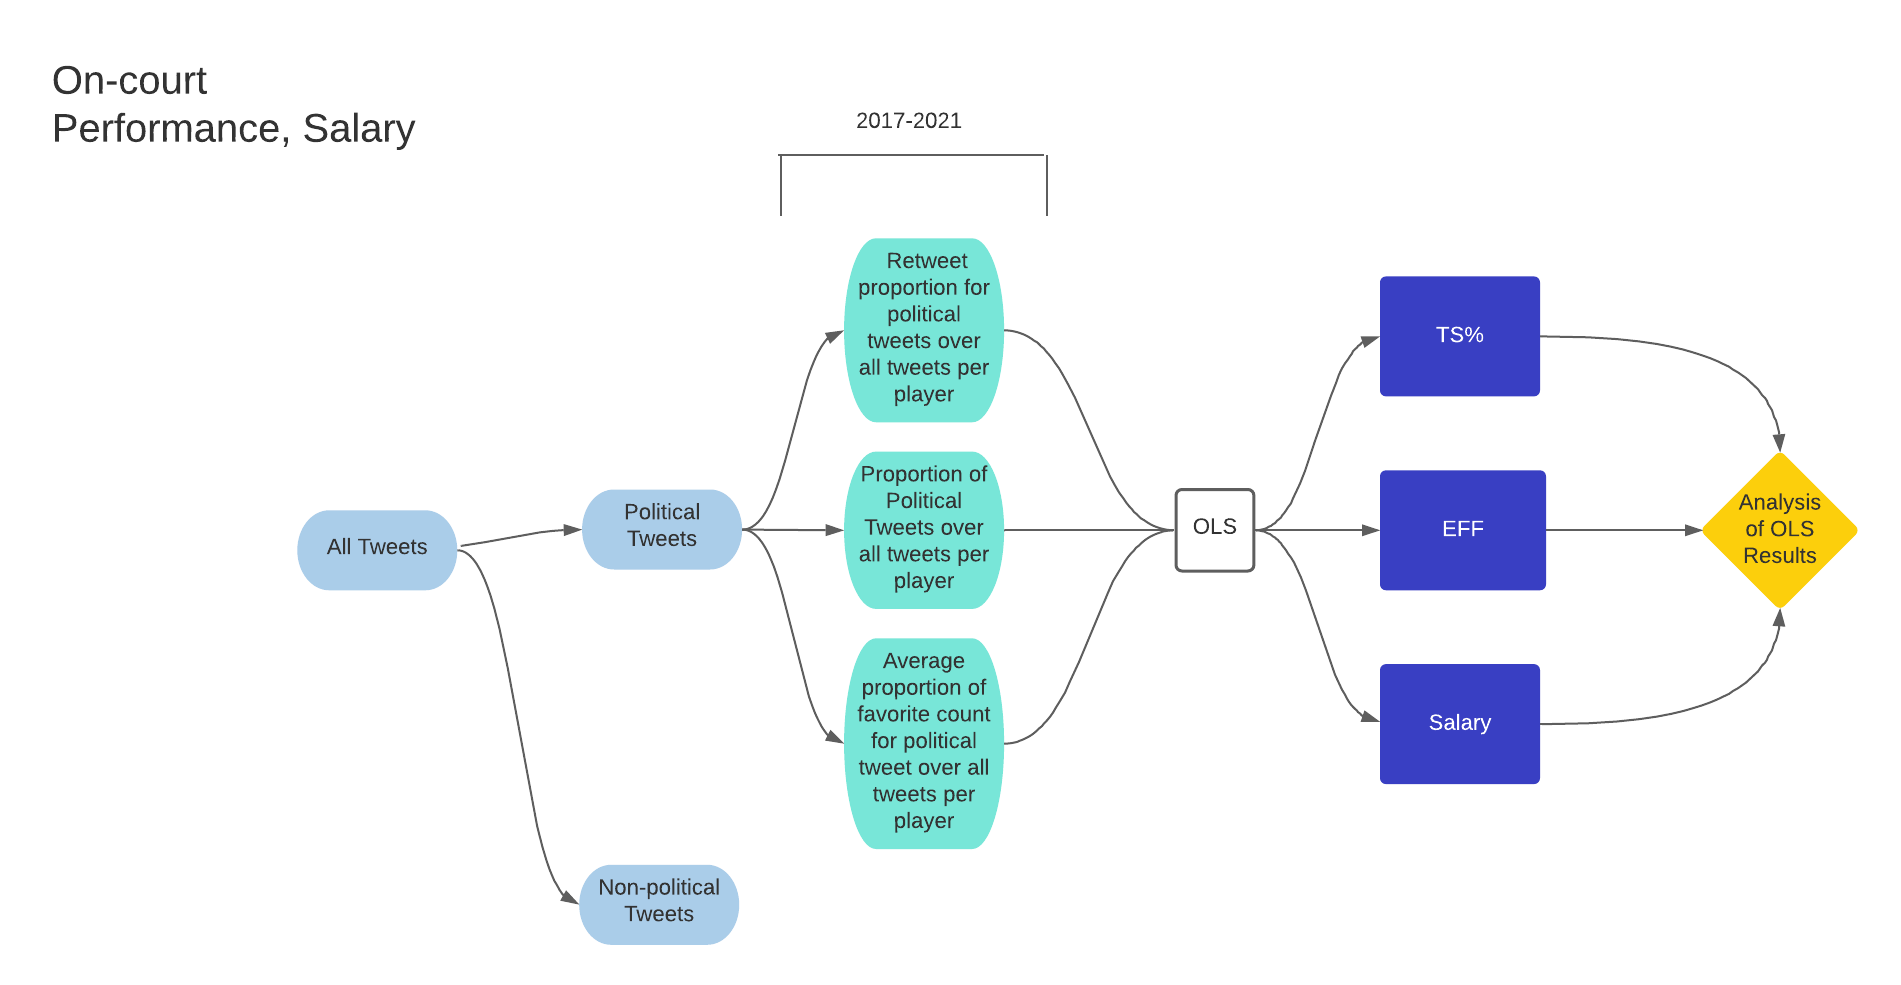 On-court
Performance, Salary
2017-2021
All Tweets
Political
Tweets
Non-political
Tweets
Retweet
proportion for
political
tweets over
all tweets per
player
Proportion of
Political
Tweets over
all tweets per
player
Average
proportion of
favorite count
for political
tweet over all
tweets per
player
OLS
TS%
EFF
Salary
Analysis
of OLS
Results